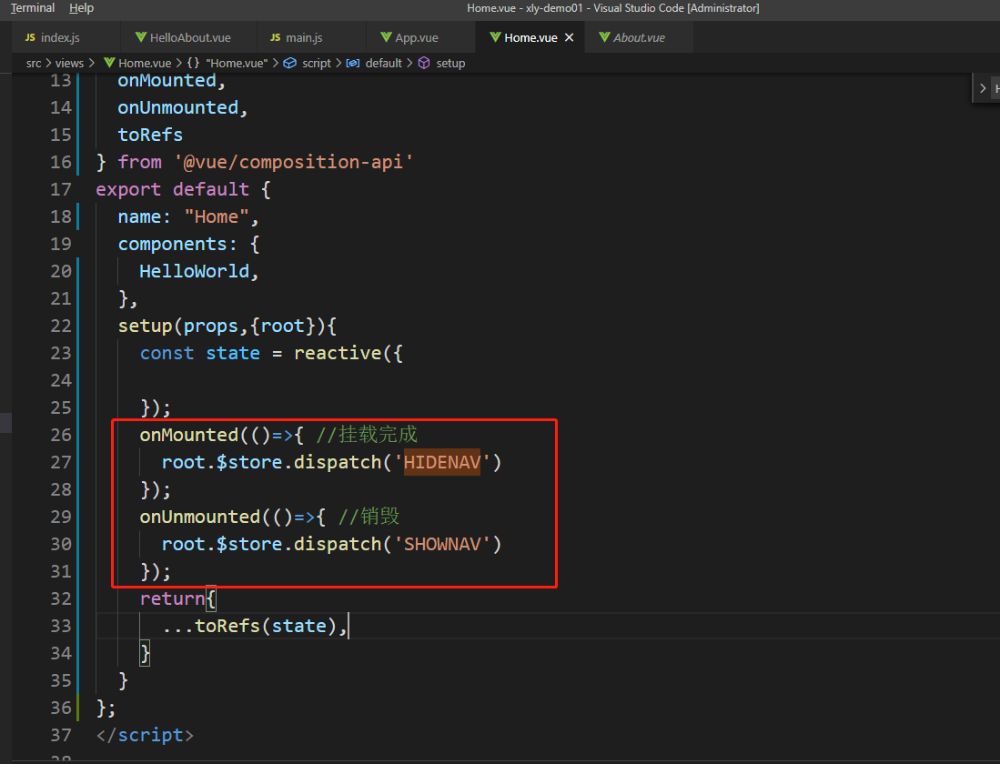 Terminal Help Home.vue - xly-demo01 - Visual Studio Code [Administrator]
JS index.js HelloAbout.vue JS main.js App.vue Home.vue × About.vue
src > views > Home.vue > {} "Home.vue" > script > default > setup
13 onMounted,
14 onUnmounted,
15 toRefs
16 } from '@vue/composition-api'
17 export default {
18 name: "Home",
19 components: {
20 HelloWorld,
21 },
22 setup(props,{root}){
23 const state = reactive({
24
25 });
26 onMounted(()=>{ //挂载完成
27 root.$store.dispatch('HIDENAV')
28 });
29 onUnmounted(()=>{ //销毁
30 root.$store.dispatch('SHOWNAV')
31 });
32 return{
33 ...toRefs(state),
34 }
35 }
36 };
37 </script>